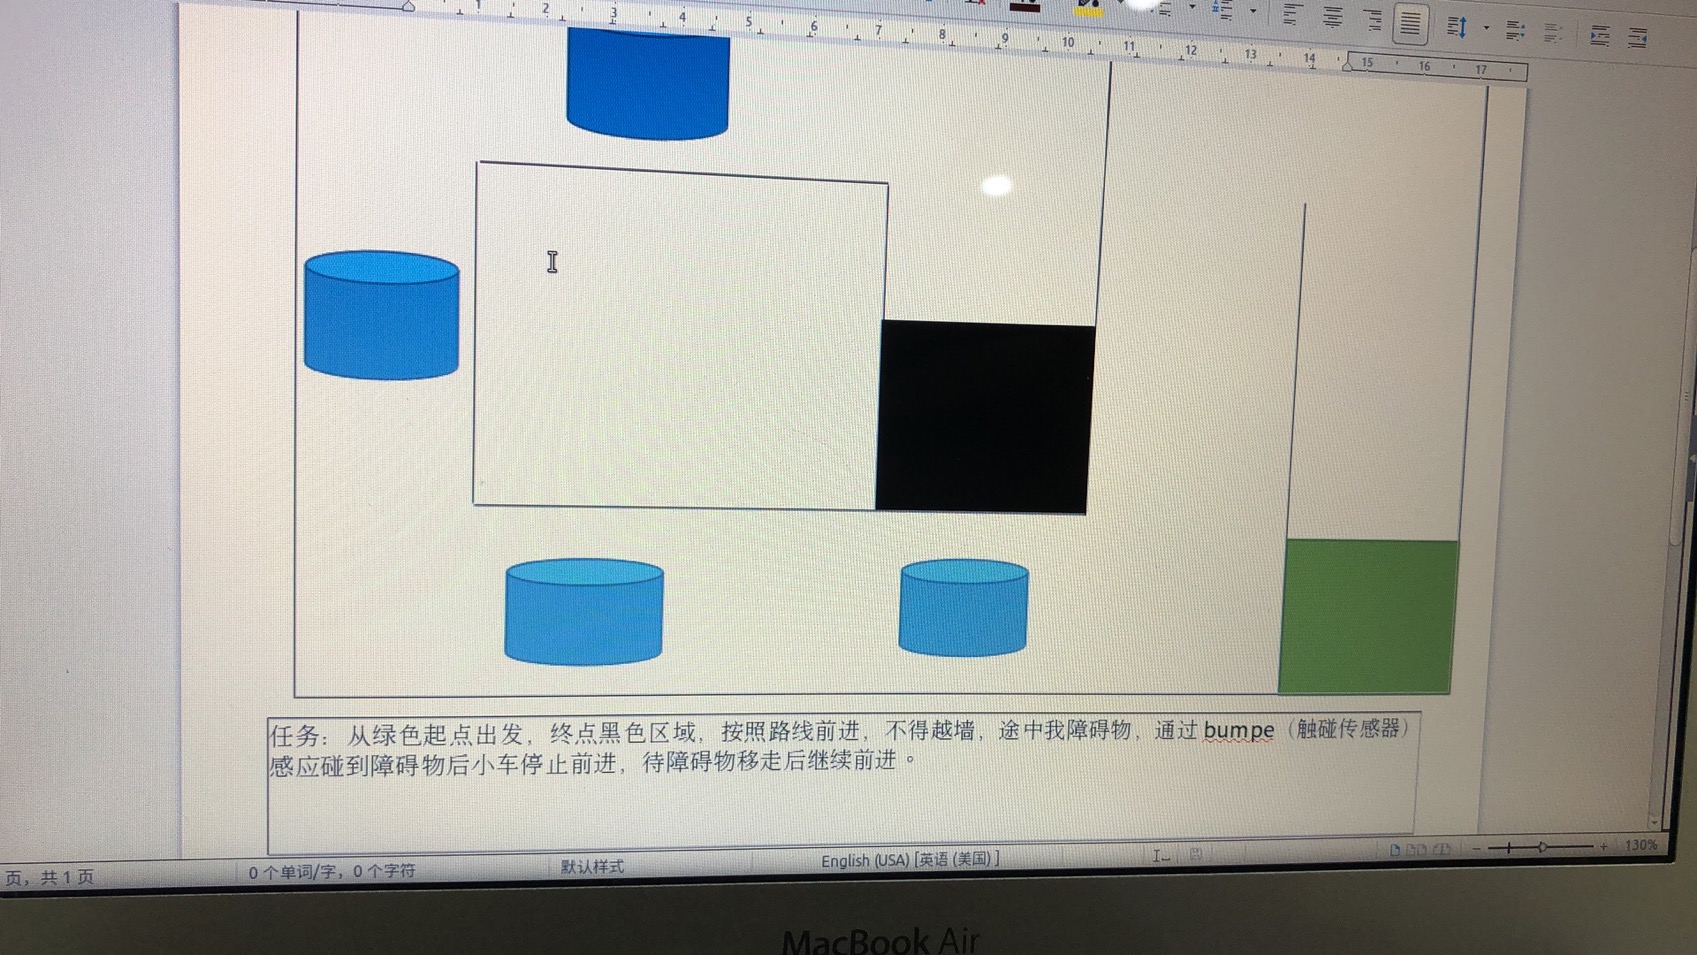 1 2 3 4 5 6 7 8 9 10 11 12 13 14 15 16 17
任务：从绿色起点出发，终点黑色区域，按照路线前进，不得越墙，途中我障碍物，通过 bumpe（触碰传感器）
感应碰到障碍物后小车停止前进，待障碍物移走后继续前进。
页，共 1 页 0 个单词/字，0 个字符 默认样式 English (USA) [英语 (美国)] 130%
MacBook Air